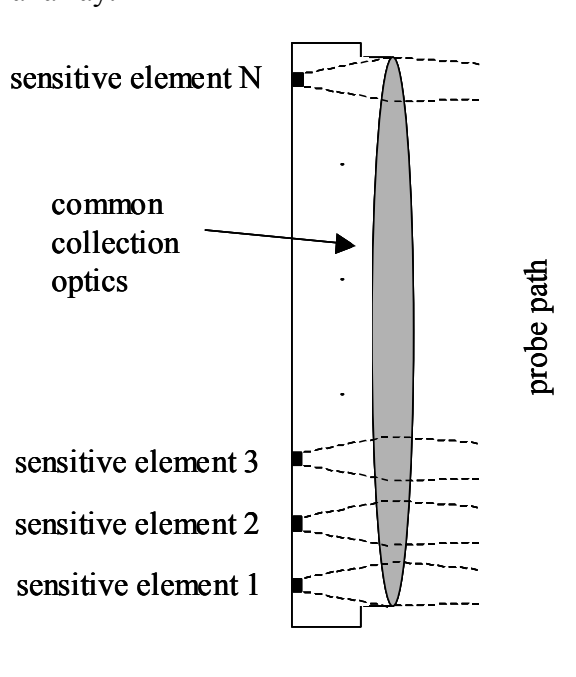 sensitive element N
common
collection
optics
probe path
sensitive element 3
sensitive element 2
sensitive element 1